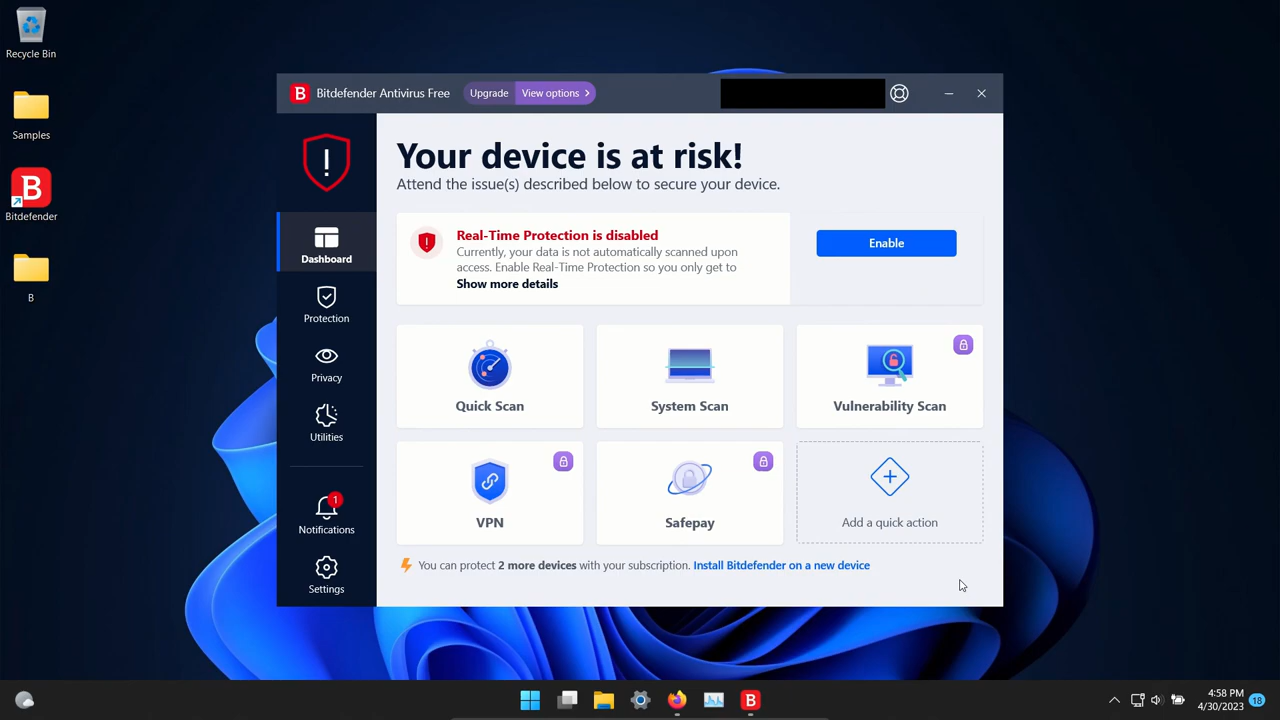 Recycle Bin
Samples
Bitdefender
B
B Bitdefender Antivirus Free
Upgrade
View options
Your device is at risk!
Attend the issue(s) described below to secure your device.
Dashboard
Protection
Privacy
Utilities
1
Notifications
Settings
Real-Time Protection is disabled
Currently, your data is not automatically scanned upon
access. Enable Real-Time Protection so you only get to
Show more details
Enable
Quick Scan
System Scan
Vulnerability Scan
VPN
Safepay
Add a quick action
You can protect 2 more devices with your subscription. Install Bitdefender on a new device
4:58 PM
4/30/2023
18